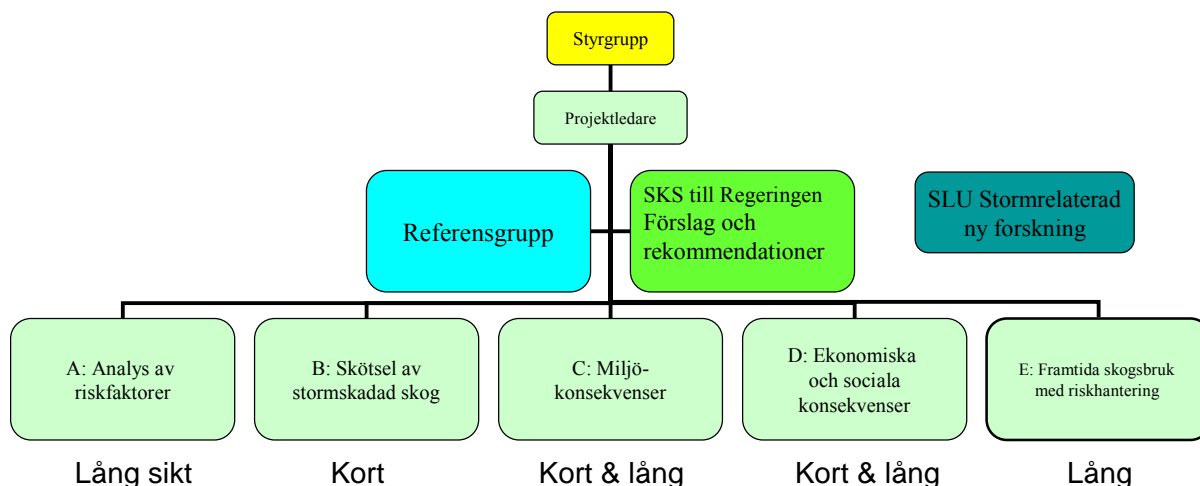 Styrgrupp
Projektledare
Referensgrupp
SKS till Regeringen
Förslag och
rekommendationer
SLU Stormrelaterad
ny forskning
A: Analys av
riskfaktorer
B: Skötsel av
stormskadad skog
C: Miljö-
konsekvenser
D: Ekonomiska
och sociala
konsekvenser
E: Framtida skogsbruk
med riskhantering
Lång sikt
Kort
Kort & lång
Kort & lång
Lång